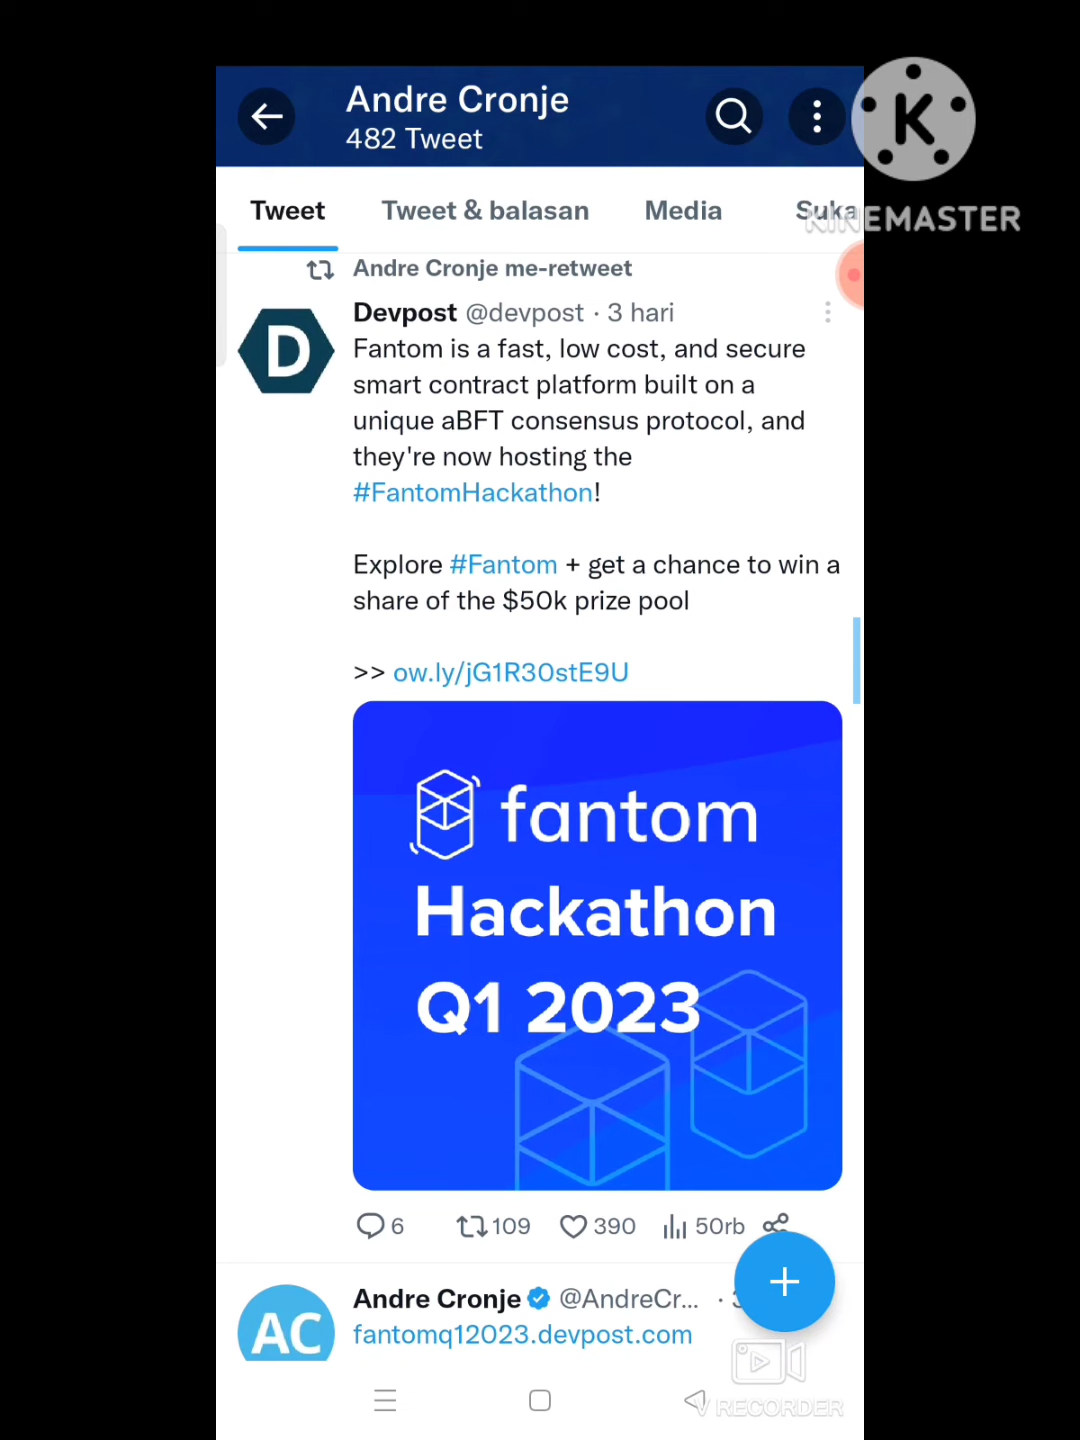 Andre Cronje
482 Tweet
K
KINEMASTER
Tweet
Tweet & balasan
Media
Suka
Andre Cronje me-retweet
D
Devpost @devpost · 3 hari
Fantom is a fast, low cost, and secure
smart contract platform built on a
unique aBFT consensus protocol, and
they're now hosting the
#FantomHackathon!
Explore #Fantom + get a chance to win a
share of the $50k prize pool
>> ow.ly/jG1R30stE9U
fantom
Hackathon
Q1 2023
6
109
390
50rb
AC
Andre Cronje @AndreCr... · 3
fantomq12023.devpost.com
V RECORDER